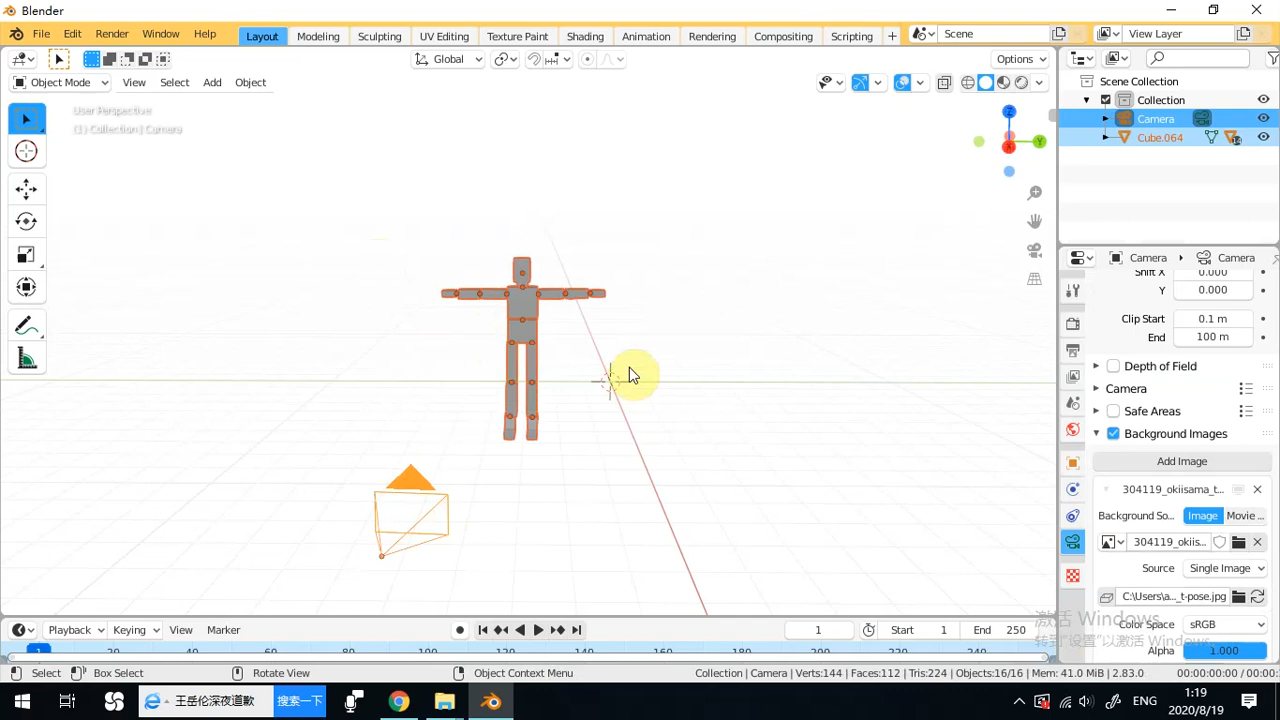 Blender
File Edit Render Window Help Layout Modeling Sculpting UV Editing Texture Paint Shading Animation Rendering Compositing Scripting + Scene View Layer
Global Options
Object Mode View Select Add Object
User Perspective
(1) Collection | Camera
Z
Y
X
Scene Collection
Collection
Camera
Cube.064
Camera Camera
Shift X 0.000
Y 0.000
Clip Start 0.1 m
End 100 m
Depth of Field
Camera
Safe Areas
Background Images
Add Image
304119_okiisama_t...
Background So... Image Movie ...
304119_okiis...
Source Single Image
C:\Users\a..._t-pose.jpg
Color Space sRGB
Alpha 1.000
激活 Windows
转到"设置"以激活 Windows。
Playback Keying View Marker 1 Start 1 End 250
1 20 40 60 80 100 120 140 160 180 200 220 240
Select Box Select Rotate View Object Context Menu Collection | Camera | Verts:144 | Faces:112 | Tris:224 | Objects:16/16 | Mem: 41.0 MiB | 2.83.0
00:00:00:00 / 00:00:
王岳伦深夜道歉 搜索一下
ENG
1:19
2020/8/19